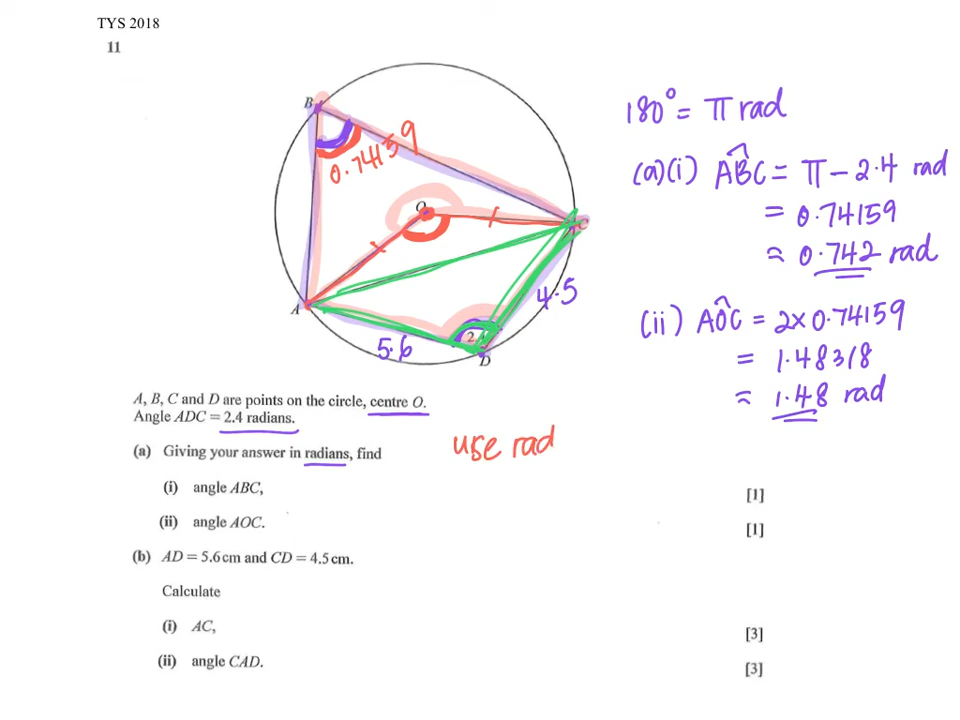 TYS 2018
11
B
0.74159
O
A
C
4.5
5.6
2.4
D
180° = π rad
(a)(i) AB̂C = π − 2.4 rad
= 0.74159
≈ 0.742 rad
(ii) AÔC = 2×0.74159
= 1.48318
≈ 1.48 rad
A, B, C and D are points on the circle, centre O.
Angle ADC = 2.4 radians.
(a) Giving your answer in radians, find
use rad
(i) angle ABC, [1]
(ii) angle AOC. [1]
(b) AD = 5.6 cm and CD = 4.5 cm.
Calculate
(i) AC, [3]
(ii) angle CAD. [3]